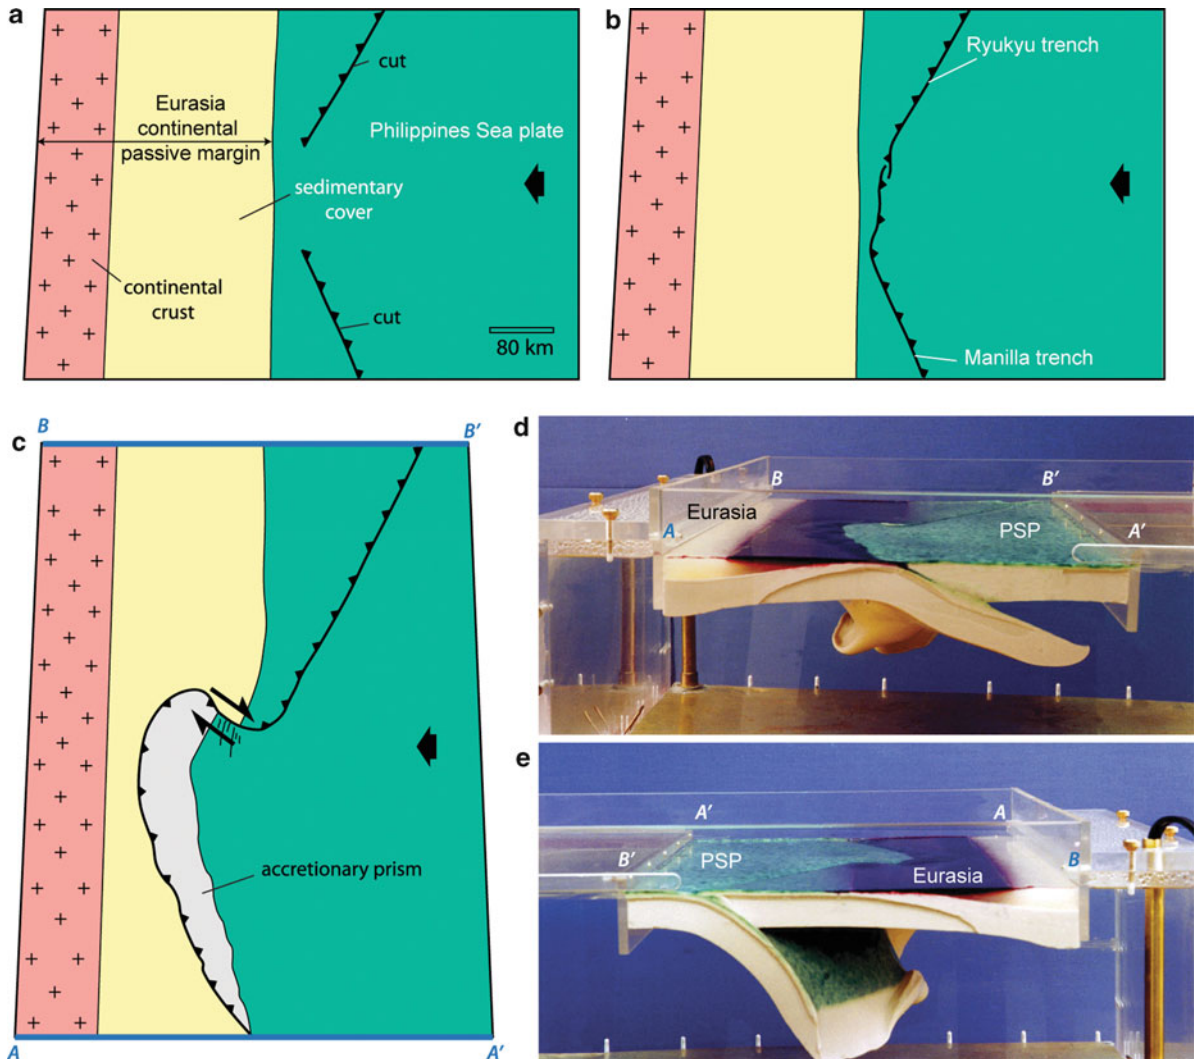 a
cut
Eurasia
continental
passive margin
Philippines Sea plate
sedimentary
cover
continental
crust
cut
80 km
b
Ryukyu trench
Manilla trench
c
B
B'
accretionary prism
A
A'
d
B
B'
Eurasia
A
PSP
A'
e
A'
A
B'
PSP
B
Eurasia